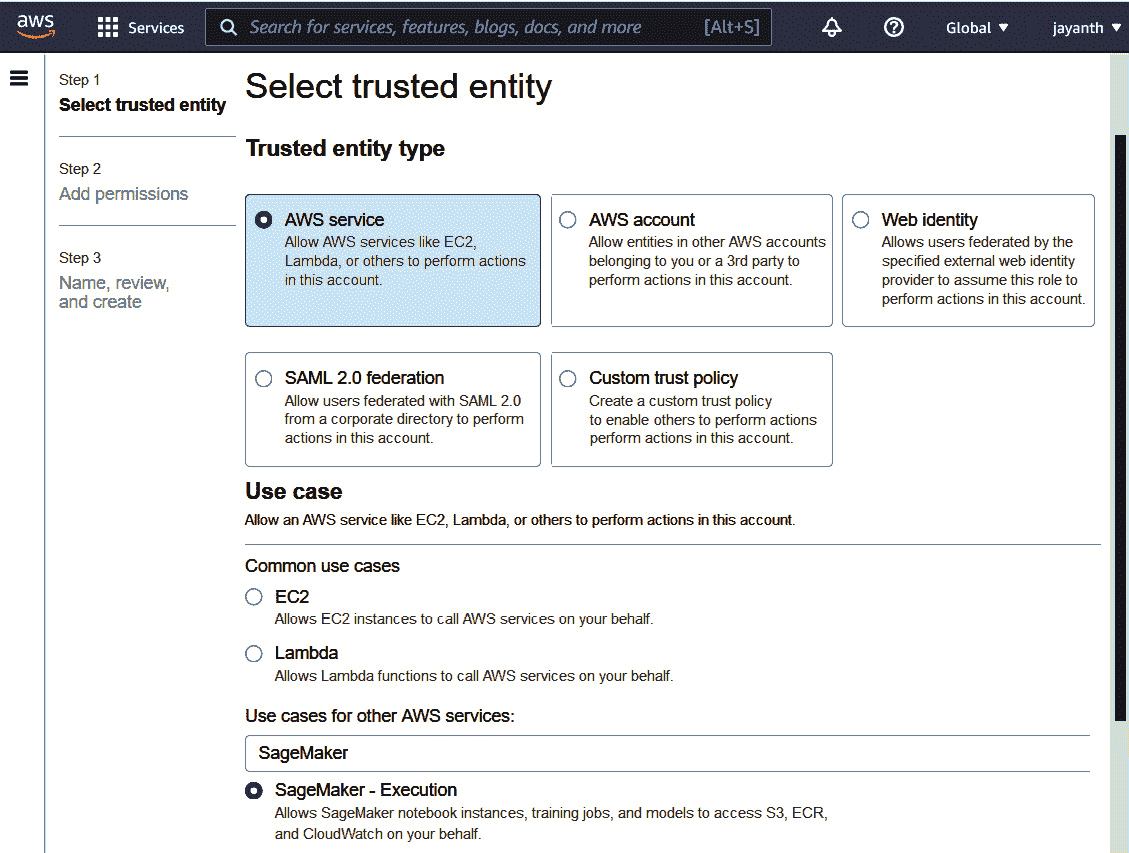 aws
Services
Search for services, features, blogs, docs, and more
[Alt+S]
Global
jayanth
Step 1
Select trusted entity
Step 2
Add permissions
Step 3
Name, review,
and create
Select trusted entity
Trusted entity type
AWS service
Allow AWS services like EC2,
Lambda, or others to perform actions
in this account.
AWS account
Allow entities in other AWS accounts
belonging to you or a 3rd party to
perform actions in this account.
Web identity
Allows users federated by the
specified external web identity
provider to assume this role to
perform actions in this account.
SAML 2.0 federation
Allow users federated with SAML 2.0
from a corporate directory to perform
actions in this account.
Custom trust policy
Create a custom trust policy
to enable others to perform actions
perform actions in this account.
Use case
Allow an AWS service like EC2, Lambda, or others to perform actions in this account.
Common use cases
EC2
Allows EC2 instances to call AWS services on your behalf.
Lambda
Allows Lambda functions to call AWS services on your behalf.
Use cases for other AWS services:
SageMaker
SageMaker - Execution
Allows SageMaker notebook instances, training jobs, and models to access S3, ECR,
and CloudWatch on your behalf.